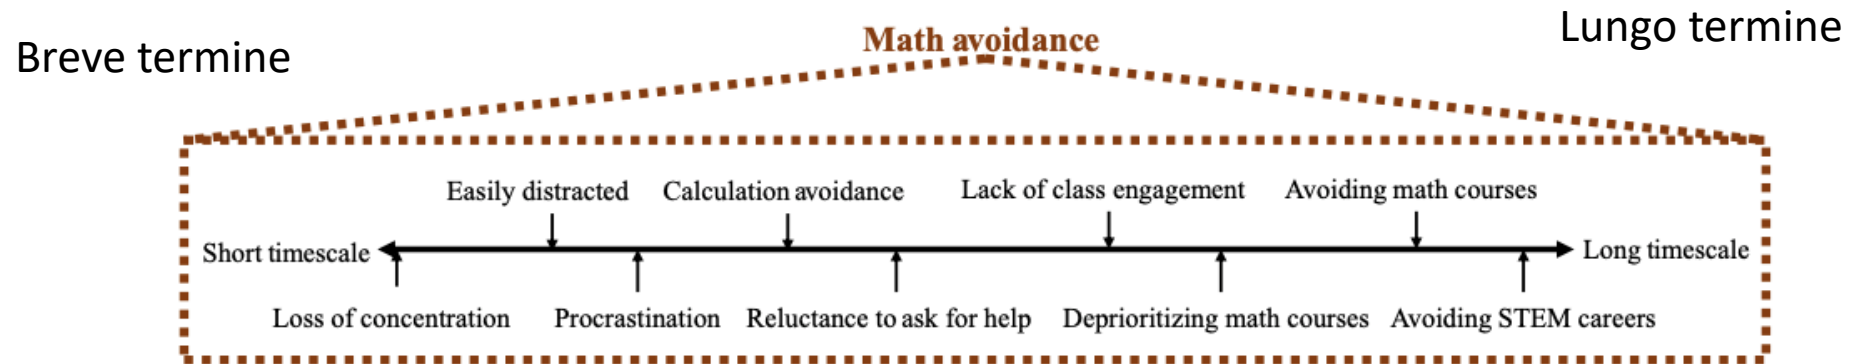 Breve termine
Math avoidance
Lungo termine
Easily distracted
Calculation avoidance
Lack of class engagement
Avoiding math courses
Short timescale
Long timescale
Loss of concentration
Procrastination
Reluctance to ask for help
Deprioritizing math courses
Avoiding STEM careers